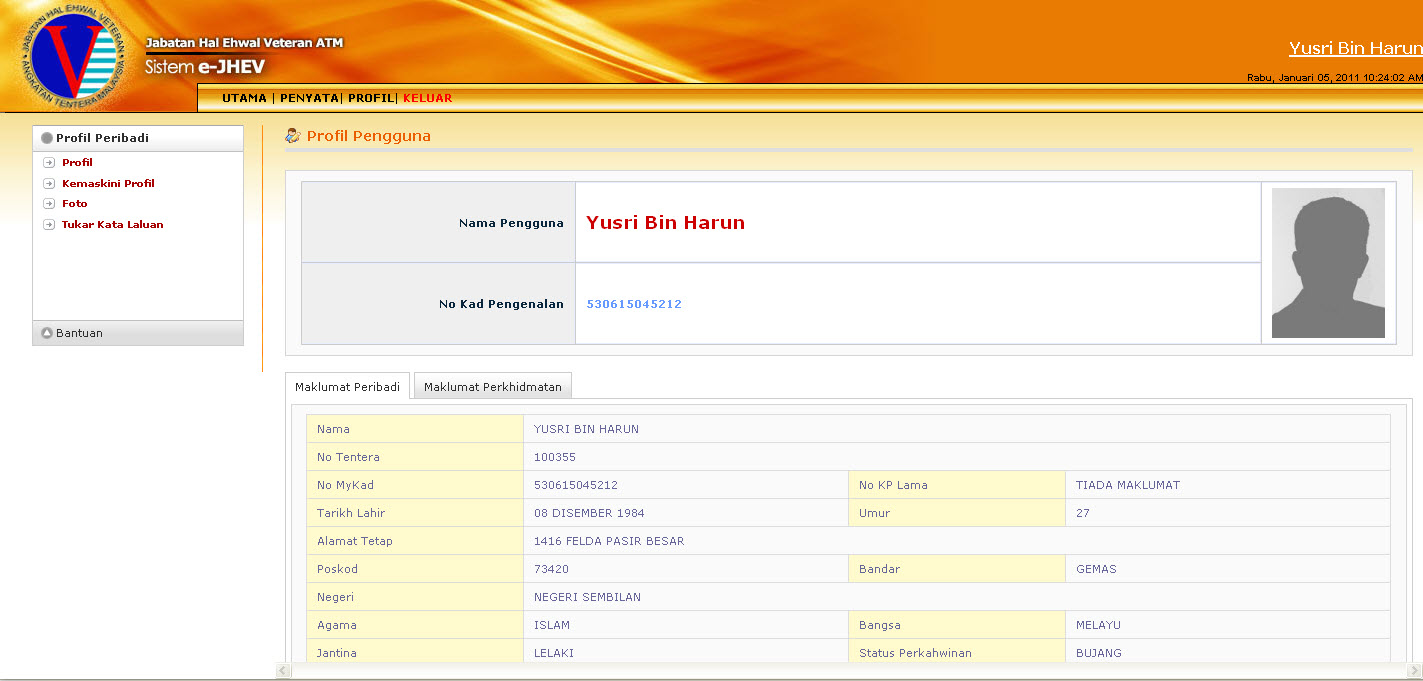 JABATAN HAL EHWAL VETERAN
ANGKATAN TENTERA MALAYSIA
V
Jabatan Hal Ehwal Veteran ATM
Sistem e-JHEV
Yusri Bin Harun
Rabu, Januari 05, 2011 10:24:02 AM
UTAMA | PENYATA| PROFIL| KELUAR
Profil Peribadi
Profil
Kemaskini Profil
Foto
Tukar Kata Laluan
Bantuan
Profil Pengguna
Nama Pengguna Yusri Bin Harun
No Kad Pengenalan 530615045212
Maklumat Peribadi Maklumat Perkhidmatan
Nama YUSRI BIN HARUN
No Tentera 100355
No MyKad 530615045212 No KP Lama TIADA MAKLUMAT
Tarikh Lahir 08 DISEMBER 1984 Umur 27
Alamat Tetap 1416 FELDA PASIR BESAR
Poskod 73420 Bandar GEMAS
Negeri NEGERI SEMBILAN
Agama ISLAM Bangsa MELAYU
Jantina LELAKI Status Perkahwinan BUJANG